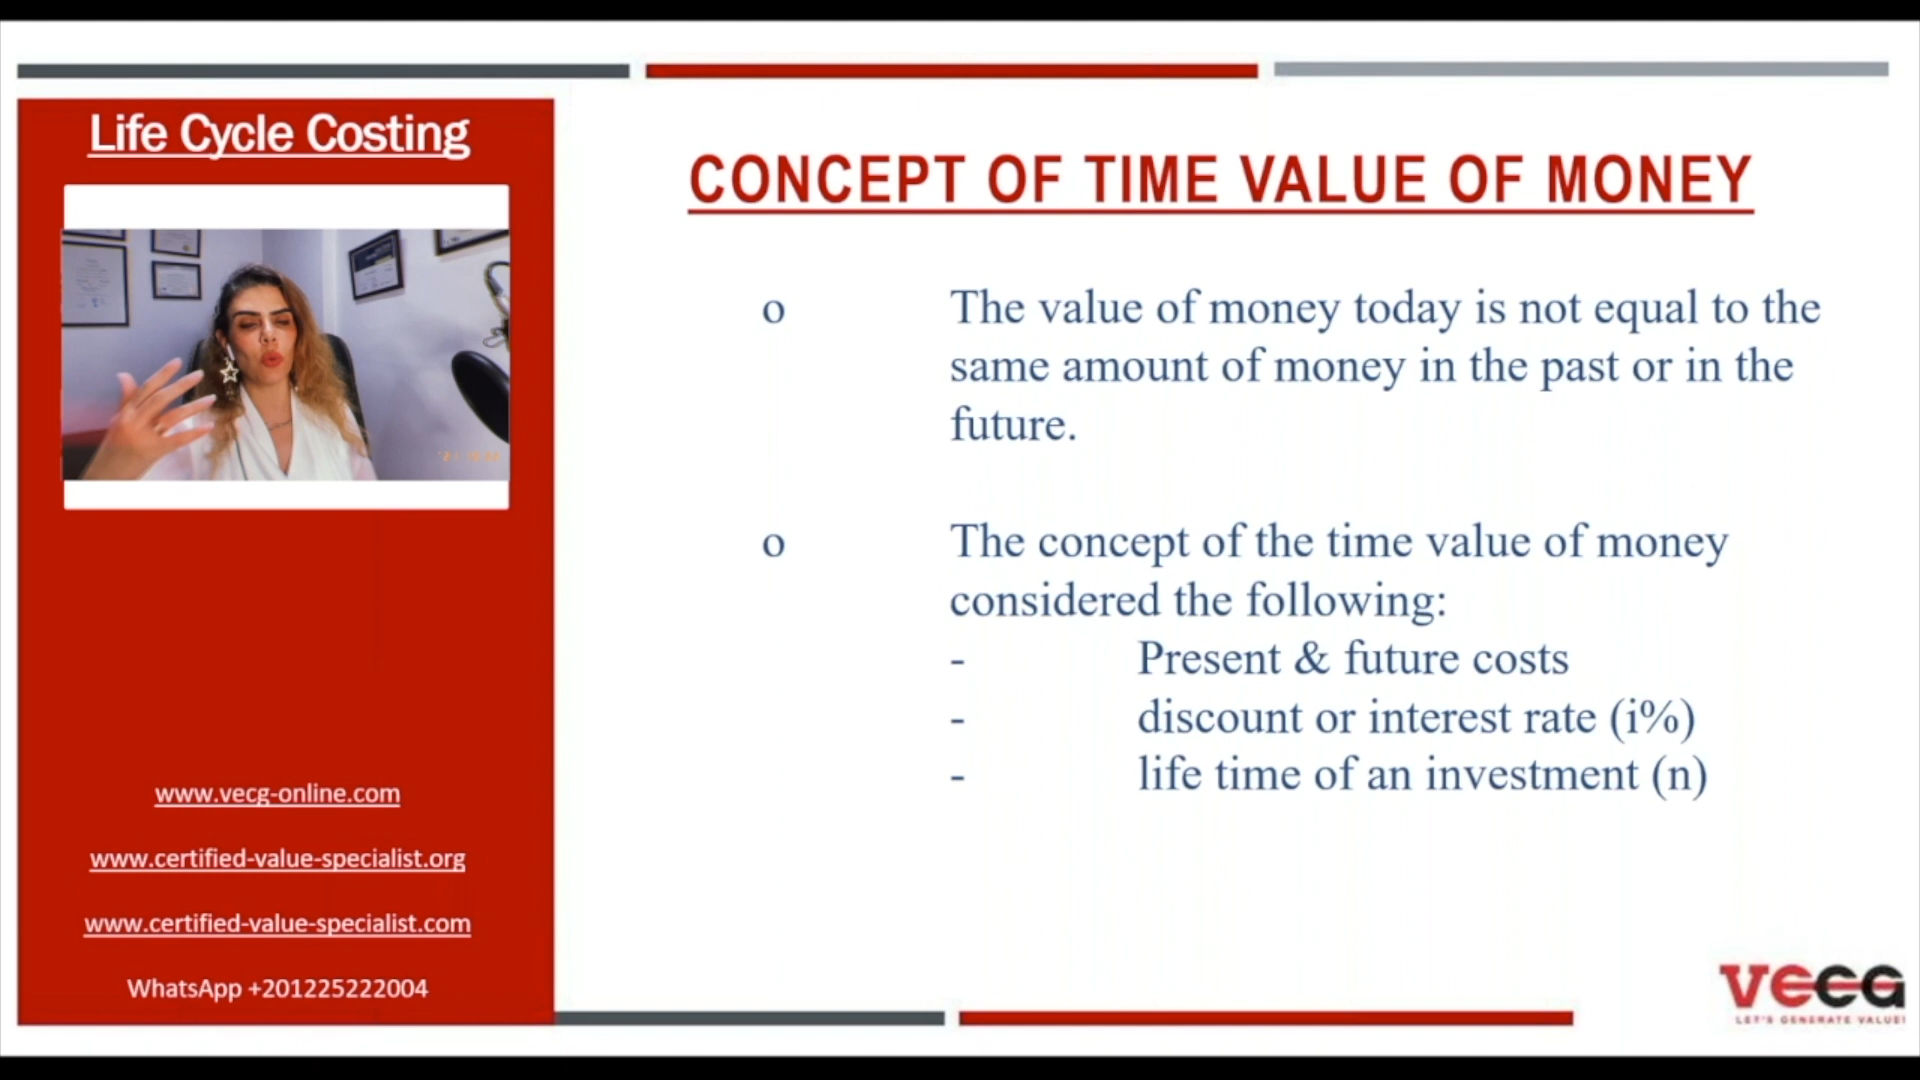 Life Cycle Costing
CONCEPT OF TIME VALUE OF MONEY
o The value of money today is not equal to the
same amount of money in the past or in the
future.
o The concept of the time value of money
considered the following:
- Present & future costs
- discount or interest rate (i%)
- life time of an investment (n)
www.vecg-online.com
www.certified-value-specialist.org
www.certified-value-specialist.com
WhatsApp +201225222004
VECG
LET'S GENERATE VALUE!